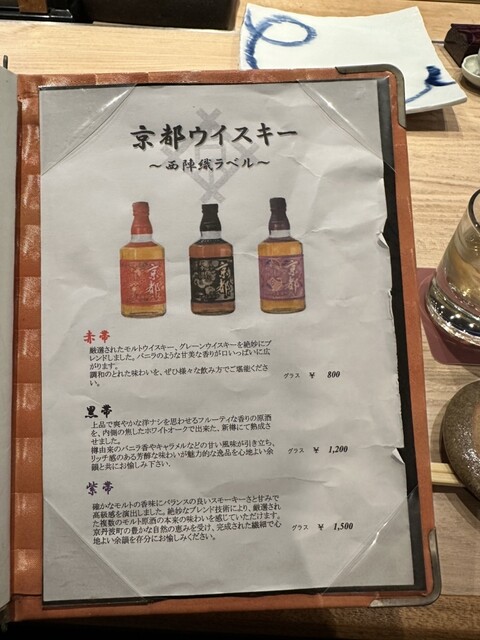 京都ウイスキー
～西陣織ラベル～
京都
京都
京都
赤帯
厳選されたモルトウイスキー、グレーンウイスキーを絶妙にブ
レンドしました。バニラのような甘美な香りが口いっぱいに広
がります。
調和のとれた味わいを、ぜひ様々な飲み方でご堪能くださ
い。
グラス ￥ 800
黒帯
上品で爽やかな洋ナシを思わせるフルーティな香りの原酒
を、内側の焦したホワイトオークで出来た、新樽にて熟成さ
せました。
樽由来のバニラ香やキャラメルなどの甘い風味が引き立ち、
リッチ感のある芳醇な味わいが魅力的な逸品を心地よい余
韻と共にお愉しみ下さい。
グラス ￥ 1,200
紫帯
確かなモルトの香味にバランスの良いスモーキーさと甘みで
高級感を演出しました。絶妙なブレンド技術により、厳選され
た複数のモルト原酒の本来の味わいを感じていただけます。
京丹波町の豊かな自然の恵みを受け、完成された繊細で心
地よい余韻を存分にお愉しみください。
グラス ￥ 1,500